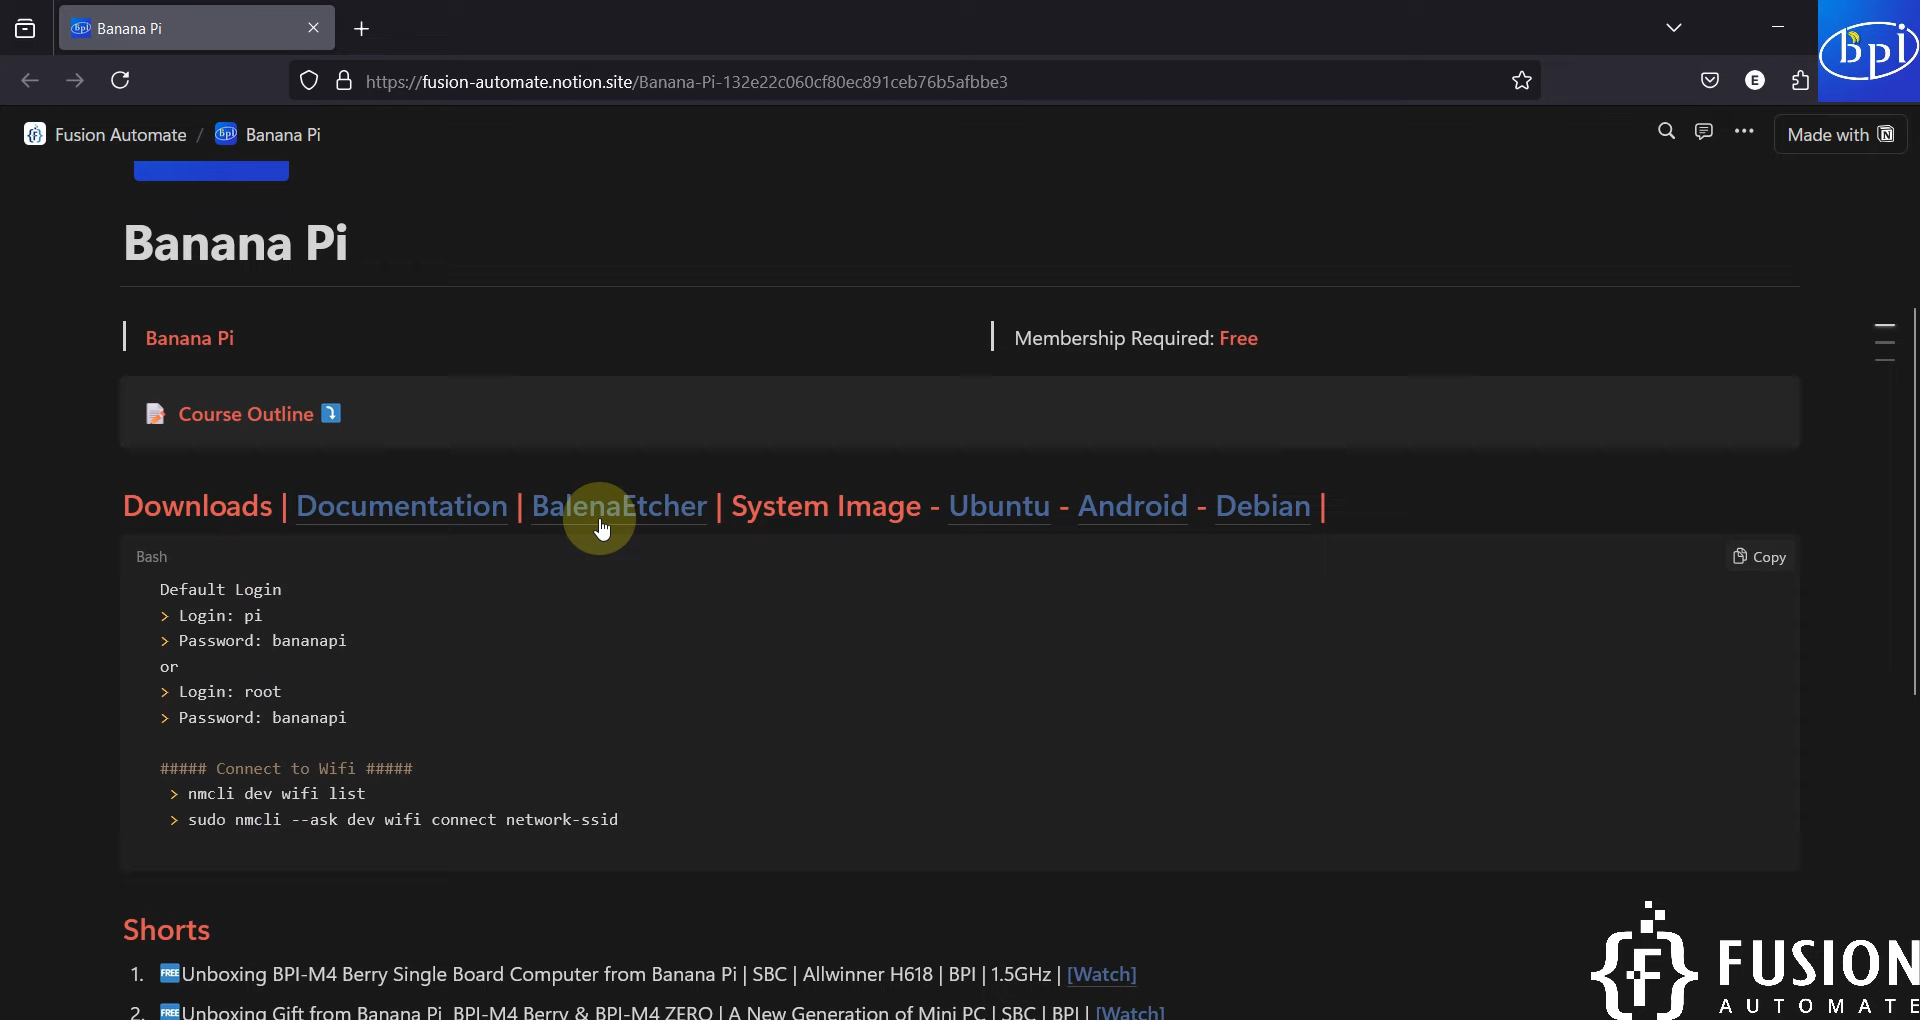 bpi Banana Pi
bpi
https://fusion-automate.notion.site/Banana-Pi-132e22c060cf80ec891ceb76b5afbbe3
E
{f} Fusion Automate / bpi Banana Pi
Made with N
Banana Pi
Banana Pi
Membership Required: Free
Course Outline
Downloads | Documentation | BalenaEtcher | System Image - Ubuntu - Android - Debian |
Bash
Copy
Default Login
> Login: pi
> Password: bananapi
or
> Login: root
> Password: bananapi
##### Connect to Wifi #####
> nmcli dev wifi list
> sudo nmcli --ask dev wifi connect network-ssid
Shorts
1. FREE Unboxing BPI-M4 Berry Single Board Computer from Banana Pi | SBC | Allwinner H618 | BPI | 1.5GHz | [Watch]
2. FREE Unboxing Gift from Banana Pi BPI-M4 Berry & BPI-M4 ZERO | A New Generation of Mini PC | SBC | BPI | [Watch]
{F} FUSION
AUTOMATE